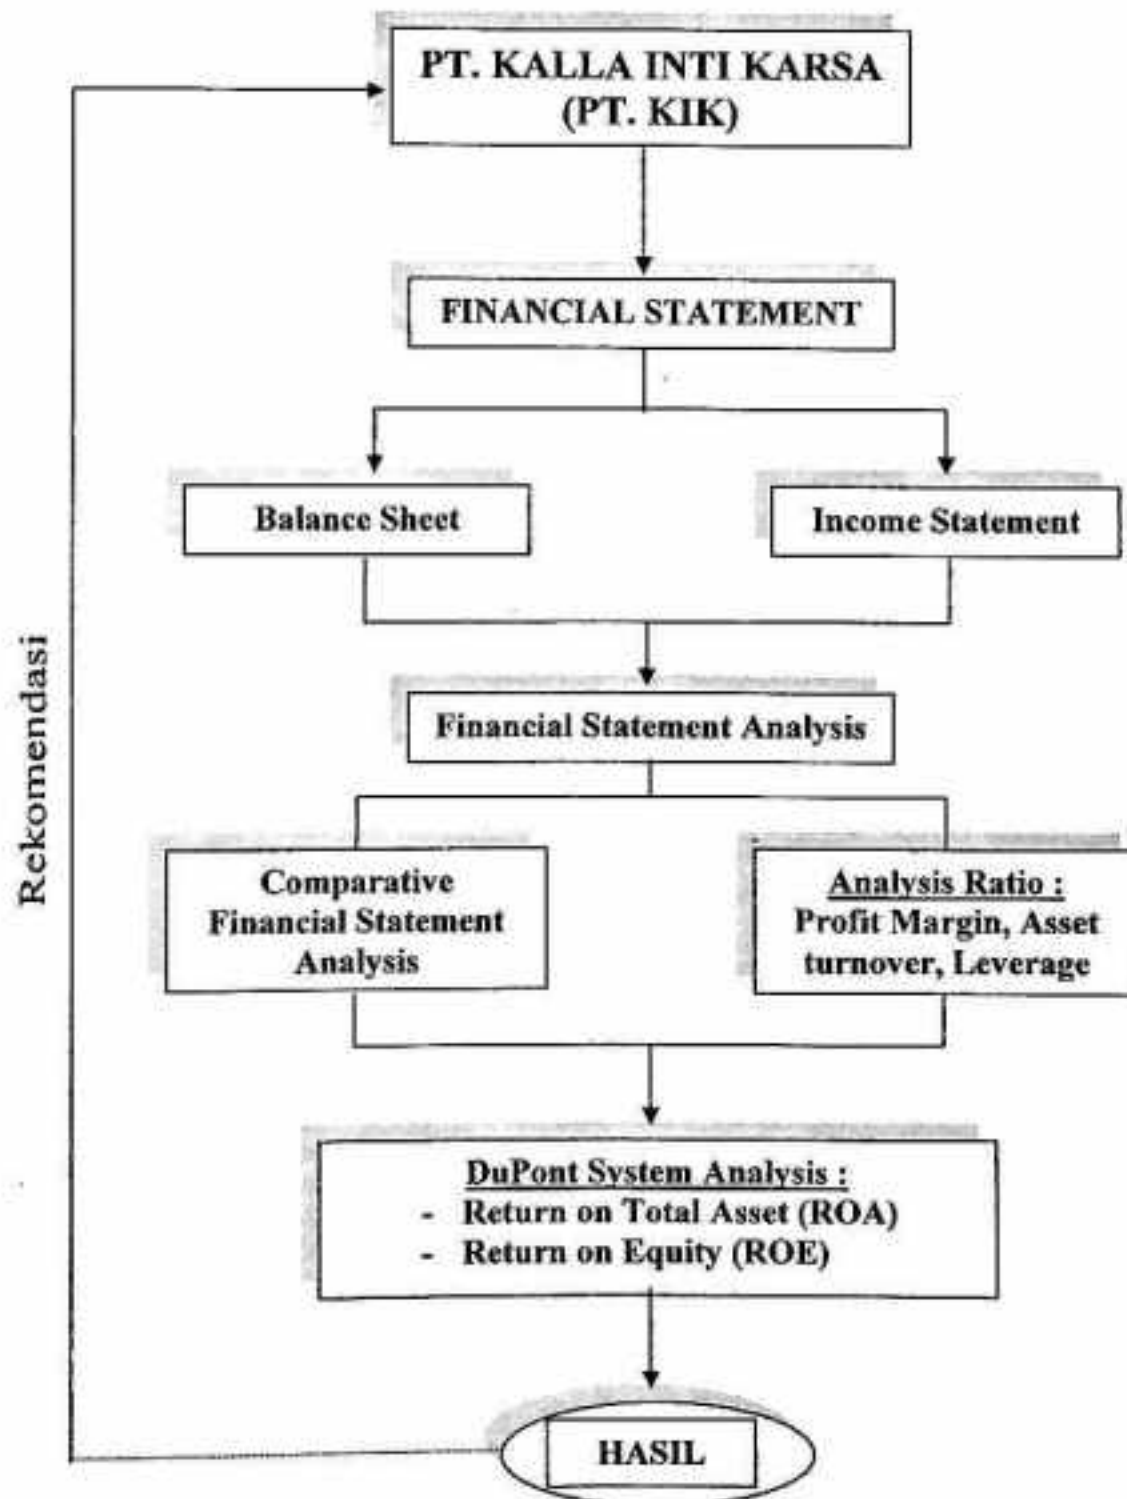 PT. KALLA INTI KARSA
(PT. KIK)
FINANCIAL STATEMENT
Balance Sheet
Income Statement
Rekomendasi
Financial Statement Analysis
Comparative
Financial Statement
Analysis
Analysis Ratio :
Profit Margin, Asset
turnover, Leverage
DuPont System Analysis :
- Return on Total Asset (ROA)
- Return on Equity (ROE)
HASIL